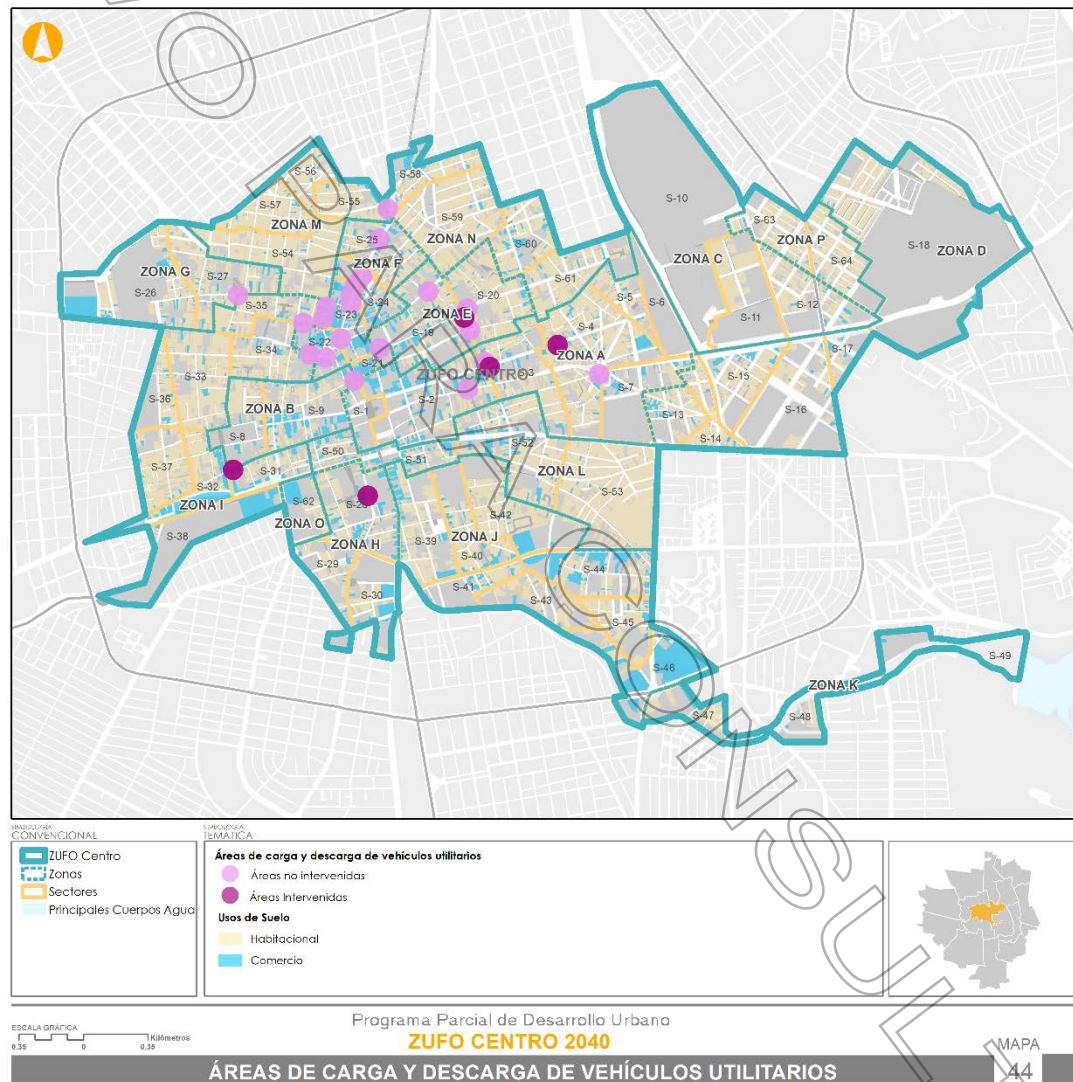 S-56
S-58
S-57
S-55
S-59
ZONA M
S-10
S-63
ZONA P
S-25
ZONA N
S-54
S-60
S-18
ZONA D
ZONA G
ZONA F
S-64
ZONA C
S-27
S-61
S-26
S-35
S-24
S-20
S-5
S-6
S-12
S-23
ZONA E
S-11
S-19
S-4
S-22
S-34
S-21
ZONA A
S-17
ZUFO CENTRO
S-33
S-7
S-15
S-36
ZONA B
S-9
S-1
S-2
S-13
S-16
S-8
S-14
S-52
S-50
S-51
S-37
S-31
ZONA L
S-32
S-53
ZONA I
S-62
S-42
ZONA O
S-38
ZONA H
S-39
ZONA J
S-40
S-29
S-44
S-41
S-30
S-43
S-45
S-46
S-49
ZONA K
S-47
S-48
DOCUMENTO
CONSULT
SIMBOLOGÍA
CONVENCIONAL
ZUFO Centro
Zonas
Sectores
Principales Cuerpos Agua
SIMBOLOGÍA
TEMÁTICA
Áreas de carga y descarga de vehículos utilitarios
Áreas no intervenidas
Áreas Intervenidas
Usos de Suelo
Habitacional
Comercio
ESCALA GRÁFICA
Kilómetros
0.35 0 0.35
Programa Parcial de Desarrollo Urbano
ZUFO CENTRO 2040
MAPA
ÁREAS DE CARGA Y DESCARGA DE VEHÍCULOS UTILITARIOS
44